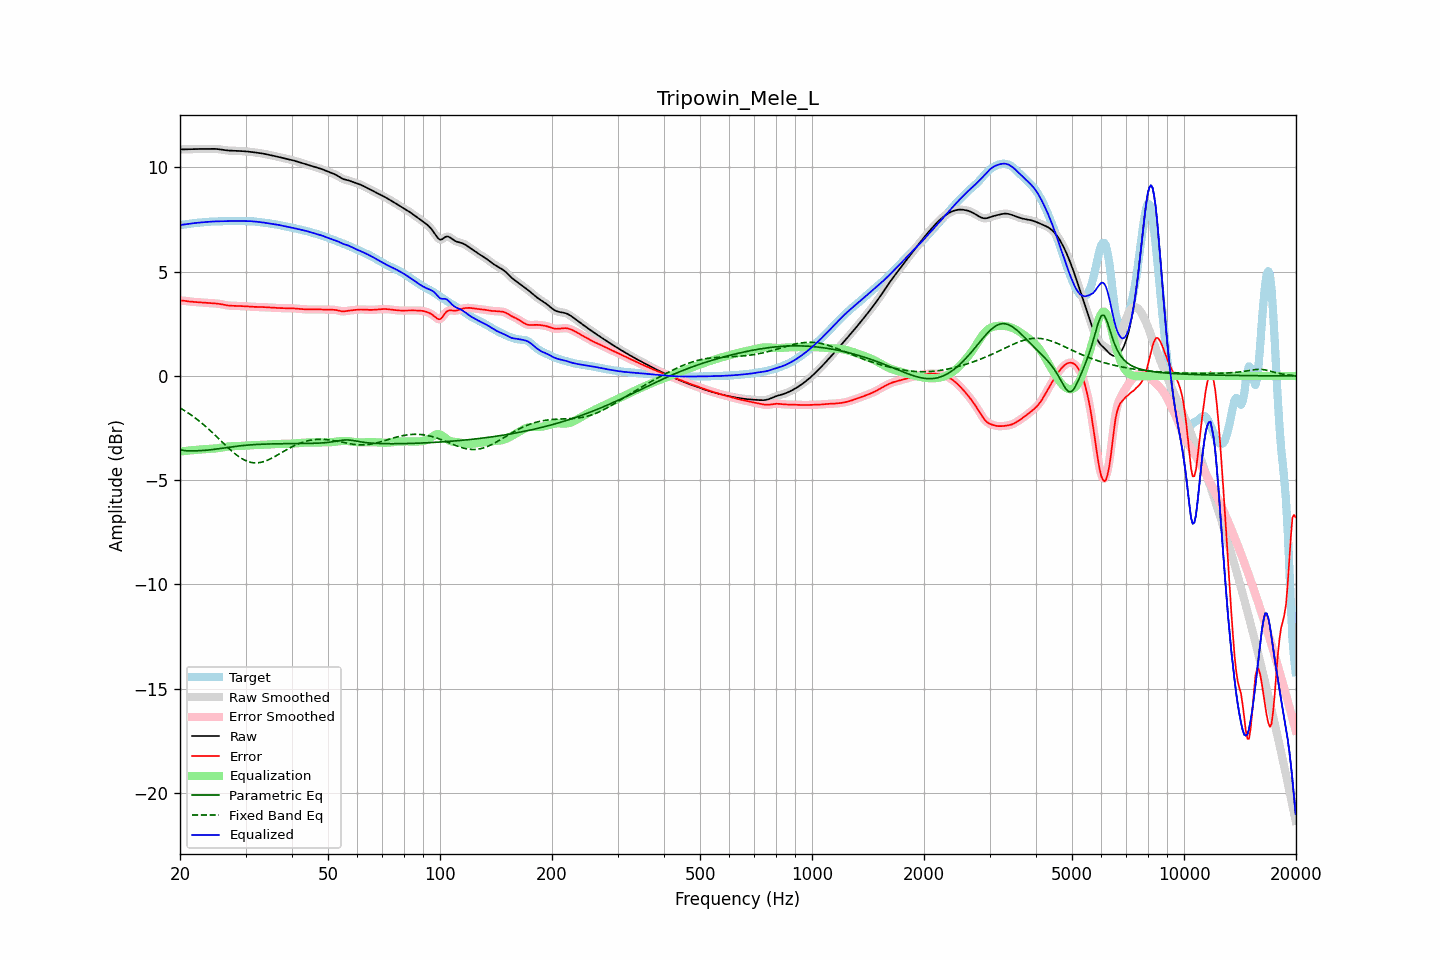 Tripowin_Mele_L
10
5
0
−5
−10
−15
−20
Amplitude (dBr)
Target
Raw Smoothed
Error Smoothed
Raw
Error
Equalization
Parametric Eq
Fixed Band Eq
Equalized
20 50 100 200 500 1000 2000 5000 10000 20000
Frequency (Hz)